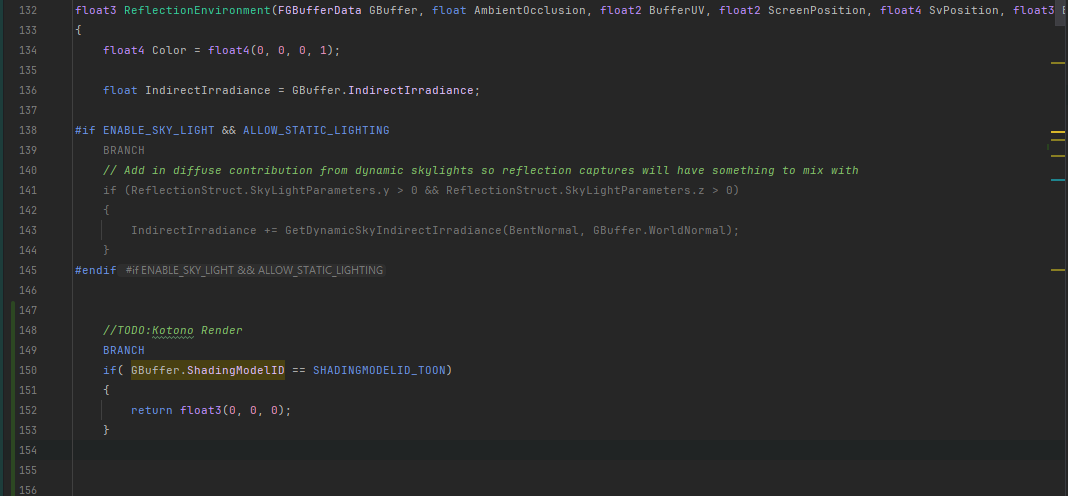 132 float3 ReflectionEnvironment(FGBufferData GBuffer, float AmbientOcclusion, float2 BufferUV, float2 ScreenPosition, float4 SvPosition, float3
133 {
134 float4 Color = float4(0, 0, 0, 1);
135
136 float IndirectIrradiance = GBuffer.IndirectIrradiance;
137
138 #if ENABLE_SKY_LIGHT && ALLOW_STATIC_LIGHTING
139 BRANCH
140 // Add in diffuse contribution from dynamic skylights so reflection captures will have something to mix with
141 if (ReflectionStruct.SkyLightParameters.y > 0 && ReflectionStruct.SkyLightParameters.z > 0)
142 {
143 IndirectIrradiance += GetDynamicSkyIndirectIrradiance(BentNormal, GBuffer.WorldNormal);
144 }
145 #endif #if ENABLE_SKY_LIGHT && ALLOW_STATIC_LIGHTING
146
147
148 //TODO:Kotono Render
149 BRANCH
150 if( GBuffer.ShadingModelID == SHADINGMODELID_TOON)
151 {
152 return float3(0, 0, 0);
153 }
154
155
156